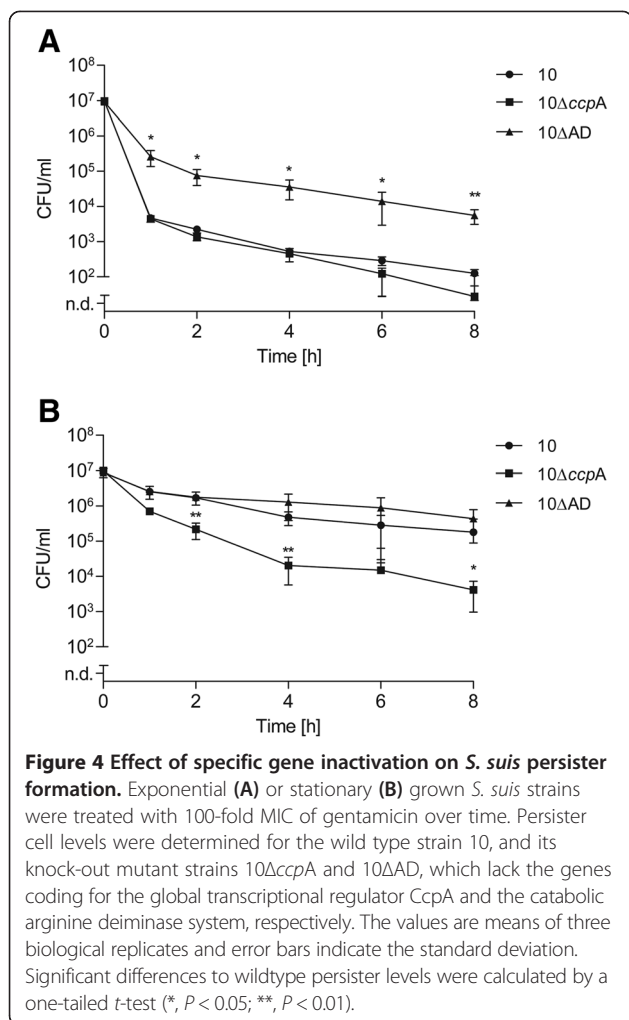 A
10⁸
10⁷
10⁶
10⁵
10⁴
10³
10²
n.d.
CFU/ml
0 2 4 6 8
Time [h]
* * * * **
10
10ΔccpA
10ΔAD
B
10⁸
10⁷
10⁶
10⁵
10⁴
10³
10²
n.d.
CFU/ml
0 2 4 6 8
Time [h]
** ** *
10
10ΔccpA
10ΔAD
Figure 4 Effect of specific gene inactivation on S. suis persister
formation. Exponential (A) or stationary (B) grown S. suis strains
were treated with 100-fold MIC of gentamicin over time. Persister
cell levels were determined for the wild type strain 10, and its
knock-out mutant strains 10ΔccpA and 10ΔAD, which lack the genes
coding for the global transcriptional regulator CcpA and the catabolic
arginine deiminase system, respectively. The values are means of three
biological replicates and error bars indicate the standard deviation.
Significant differences to wildtype persister levels were calculated by a
one-tailed t-test (*, P < 0.05; **, P < 0.01).